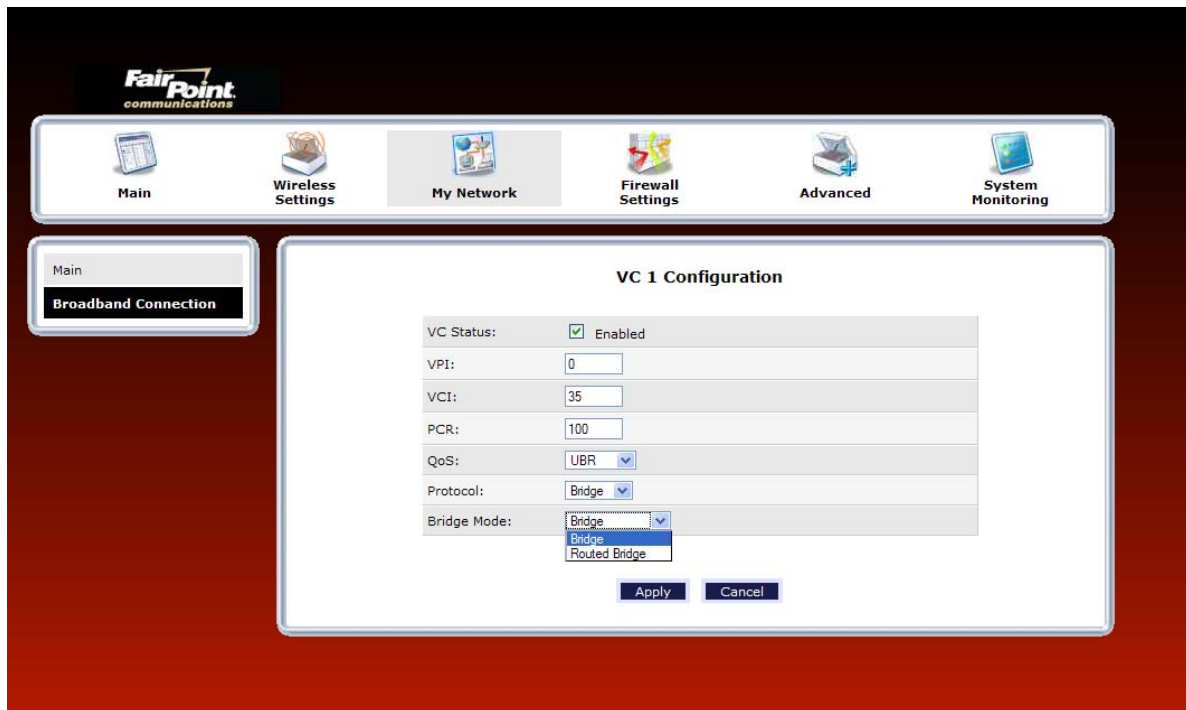 FairPoint.
communications
Main
Wireless Settings
My Network
Firewall Settings
Advanced
System Monitoring
Main
Broadband Connection
VC 1 Configuration
VC Status: Enabled
VPI: 0
VCI: 35
PCR: 100
QoS: UBR
Protocol: Bridge
Bridge Mode: Bridge
Bridge
Routed Bridge
Apply Cancel